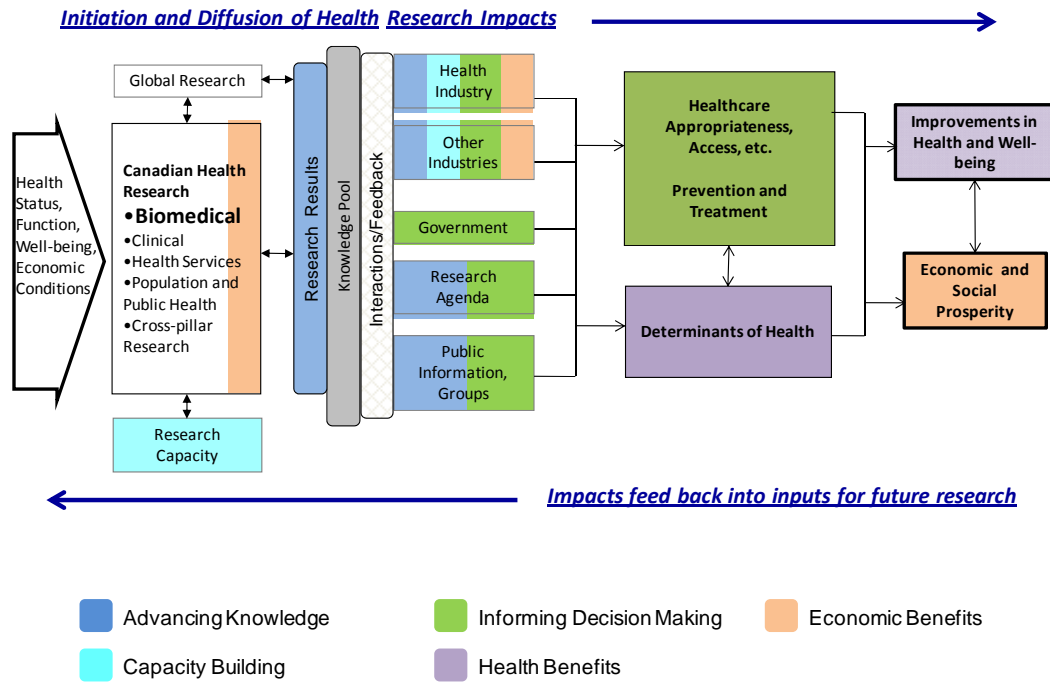 Initiation and Diffusion of Health Research Impacts
Global Research
Health
Status,
Function,
Well-being,
Economic
Conditions
Canadian Health
Research
•Biomedical
•Clinical
•Health Services
•Population and
Public Health
•Cross-pillar
Research
Research
Capacity
Research Results
Knowledge Pool
Interactions/Feedback
Health
Industry
Other
Industries
Government
Research
Agenda
Public
Information,
Groups
Healthcare
Appropriateness,
Access, etc.
Prevention and
Treatment
Determinants of Health
Improvements in
Health and Well-
being
Economic and
Social
Prosperity
Impacts feed back into inputs for future research
Advancing Knowledge
Informing Decision Making
Economic Benefits
Capacity Building
Health Benefits